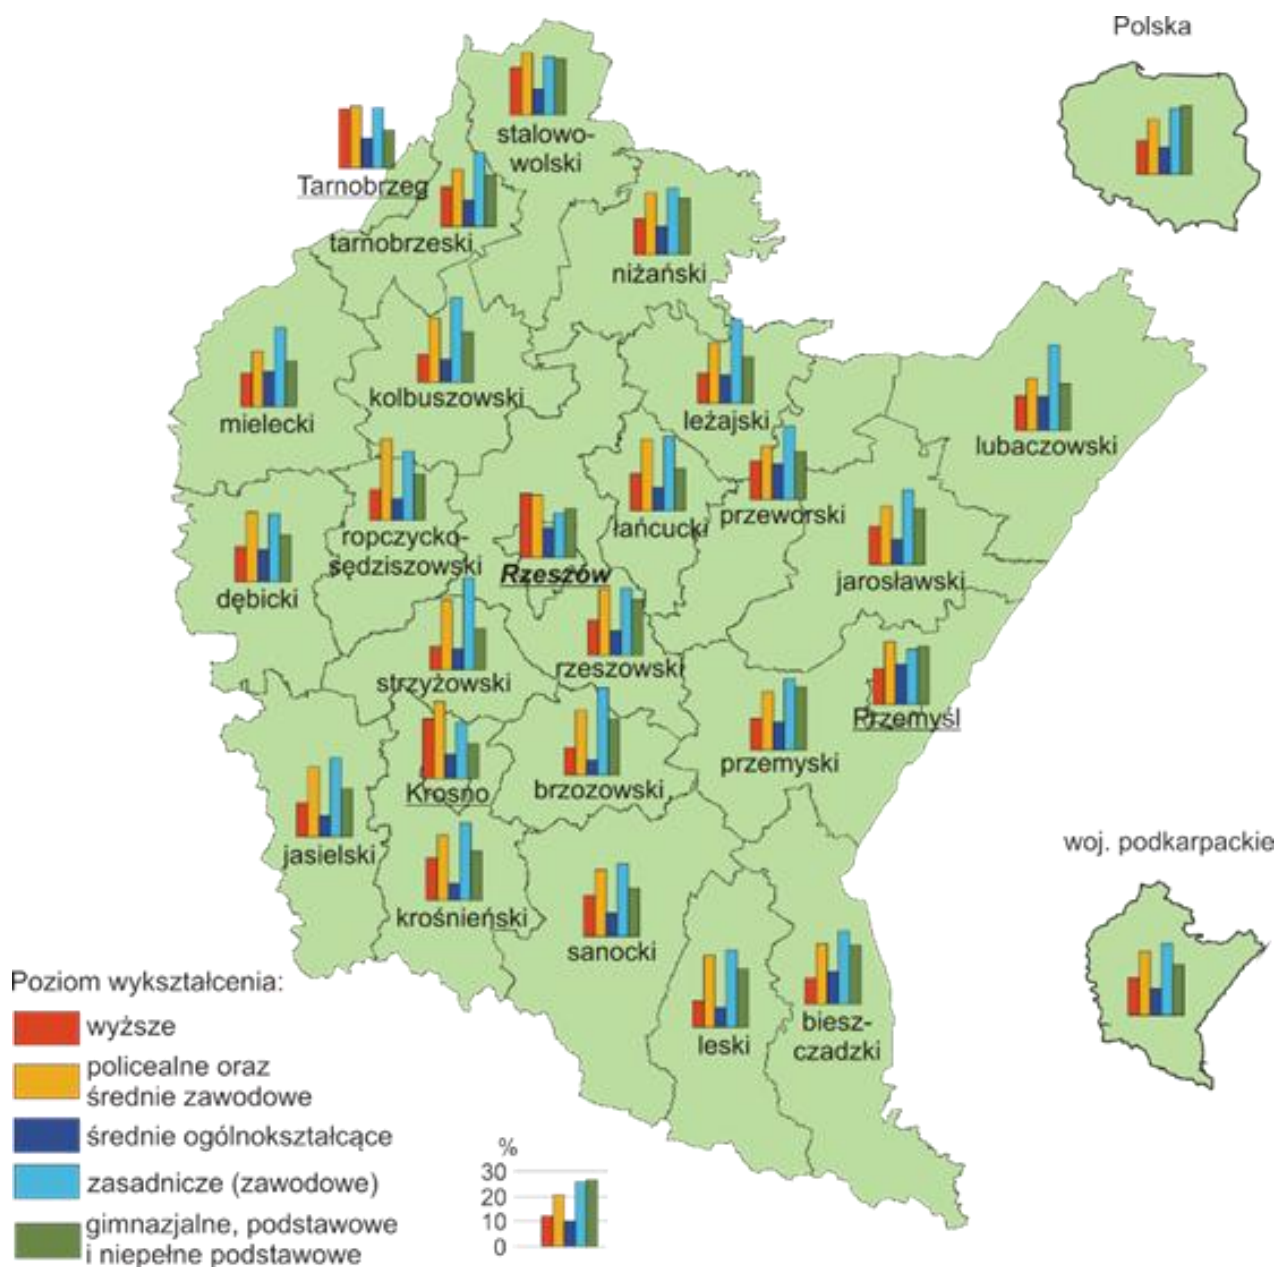 Polska
stalowo-
wolski
Tarnobrzeg
tarnobrzeski
niżański
kolbuszowski
mielecki
leżajski
lubaczowski
ropczycko-
sędziszowski
łańcucki
przeworski
Rzeszów
dębicki
jarosławski
rzeszowski
strzyżowski
Przemyśl
przemyski
Krosno
brzozowski
jasielski
woj. podkarpackie
krośnieński
sanocki
leski
biesz-
czadzki
Poziom wykształcenia:
wyższe
policealne oraz
średnie zawodowe
średnie ogólnokształcące
zasadnicze (zawodowe)
gimnazjalne, podstawowe
i niepełne podstawowe
%
30
20
10
0